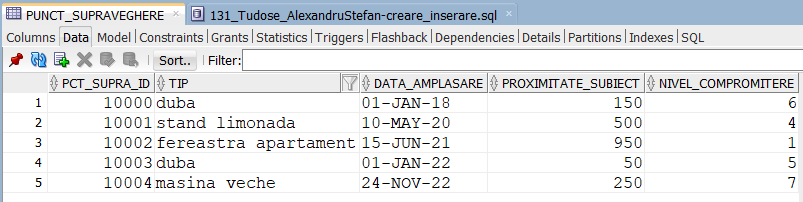 PUNCT_SUPRAVEGHERE 131_Tudose_AlexandruStefan-creare_inserare.sql
Columns Data Model Constraints Grants Statistics Triggers Flashback Dependencies Details Partitions Indexes SQL
Sort.. Filter:
PCT_SUPRA_ID TIP DATA_AMPLASARE PROXIMITATE_SUBIECT NIVEL_COMPROMITERE
1 10000 duba 01-JAN-18 150 6
2 10001 stand limonada 10-MAY-20 500 4
3 10002 fereastra apartament 15-JUN-21 950 1
4 10003 duba 01-JAN-22 50 5
5 10004 masina veche 24-NOV-22 250 7